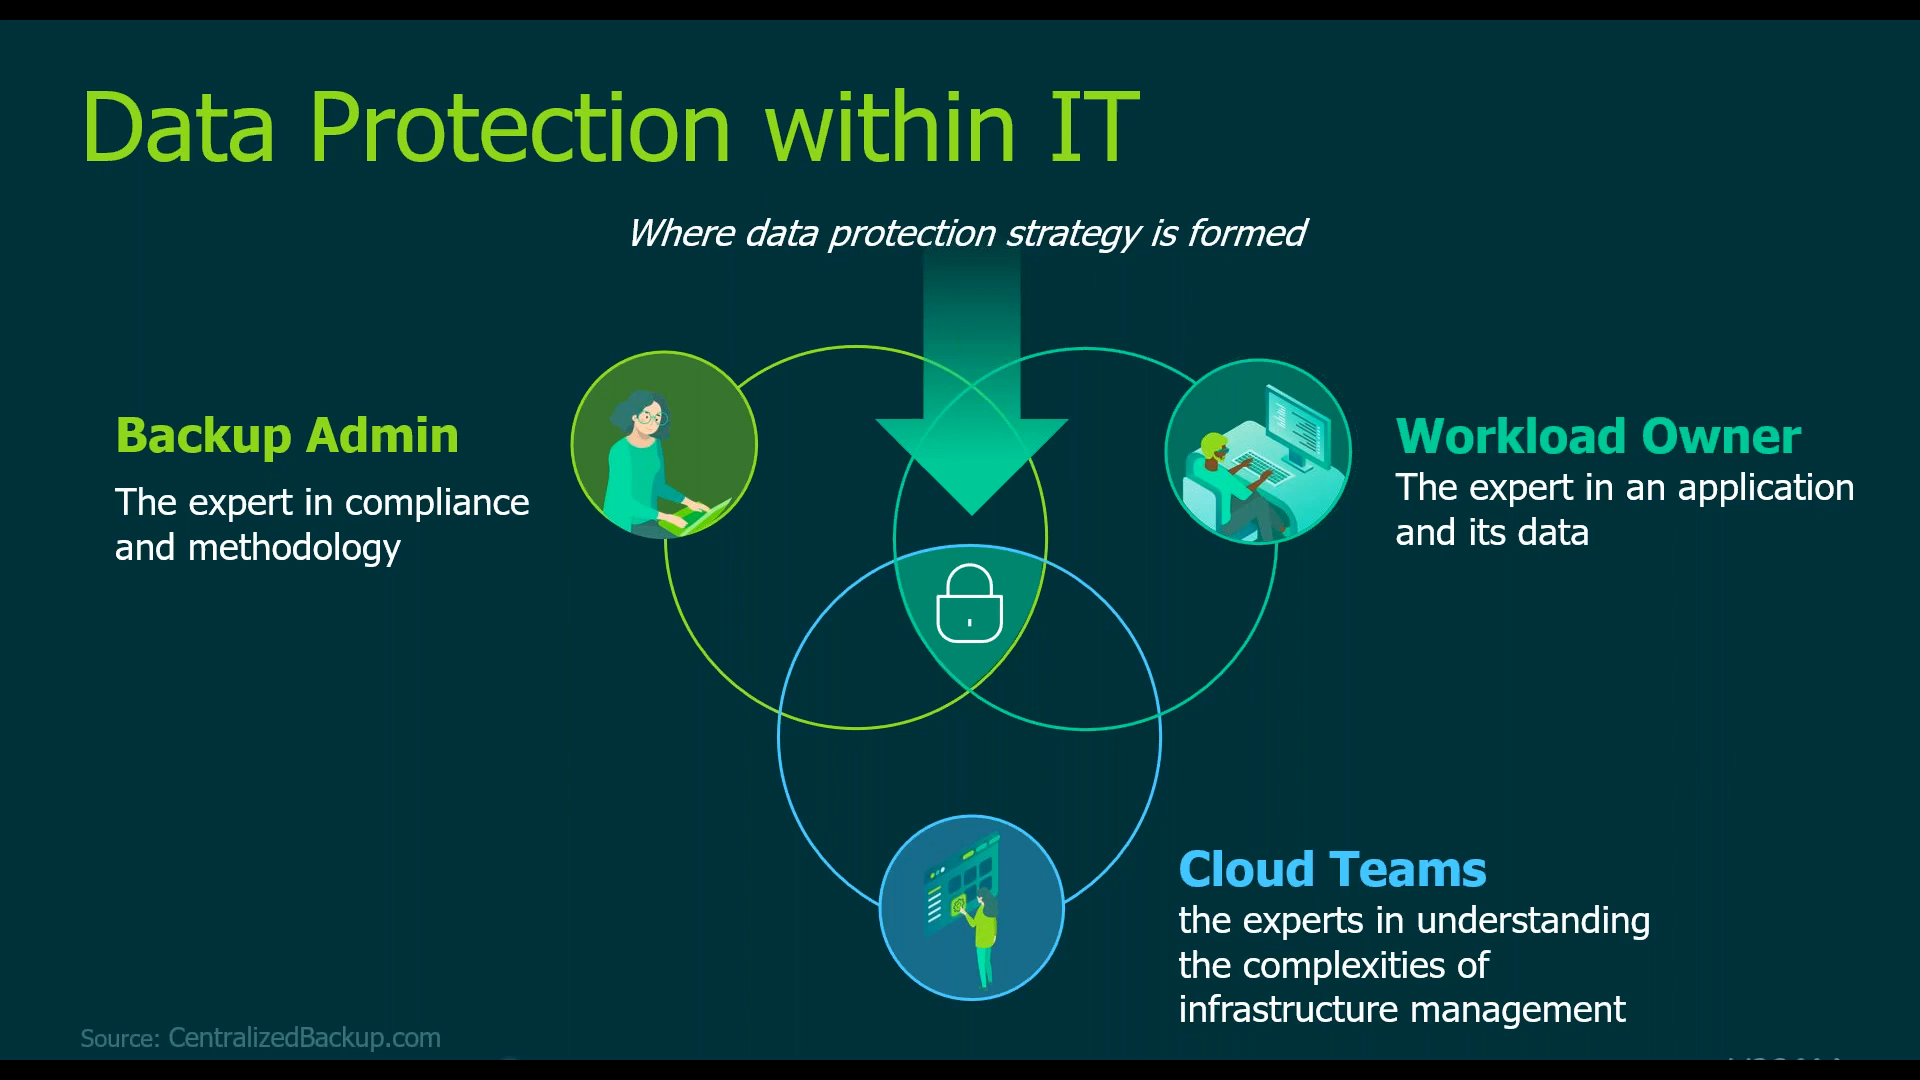 Data Protection within IT
Where data protection strategy is formed
Backup Admin
The expert in compliance
and methodology
Workload Owner
The expert in an application
and its data
Cloud Teams
the experts in understanding
the complexities of
infrastructure management
Source: CentralizedBackup.com